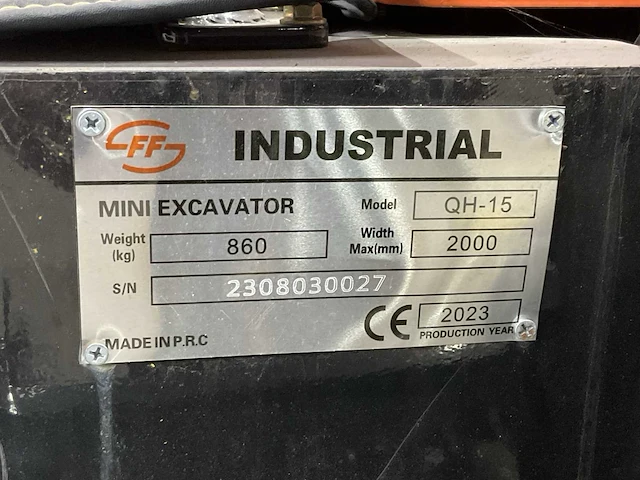 FF INDUSTRIAL
MINI EXCAVATOR Model QH-15
Weight (kg) 860 Width Max(mm) 2000
S/N 2308030027
CE 2023
PRODUCTION YEAR
MADE IN P.R.C